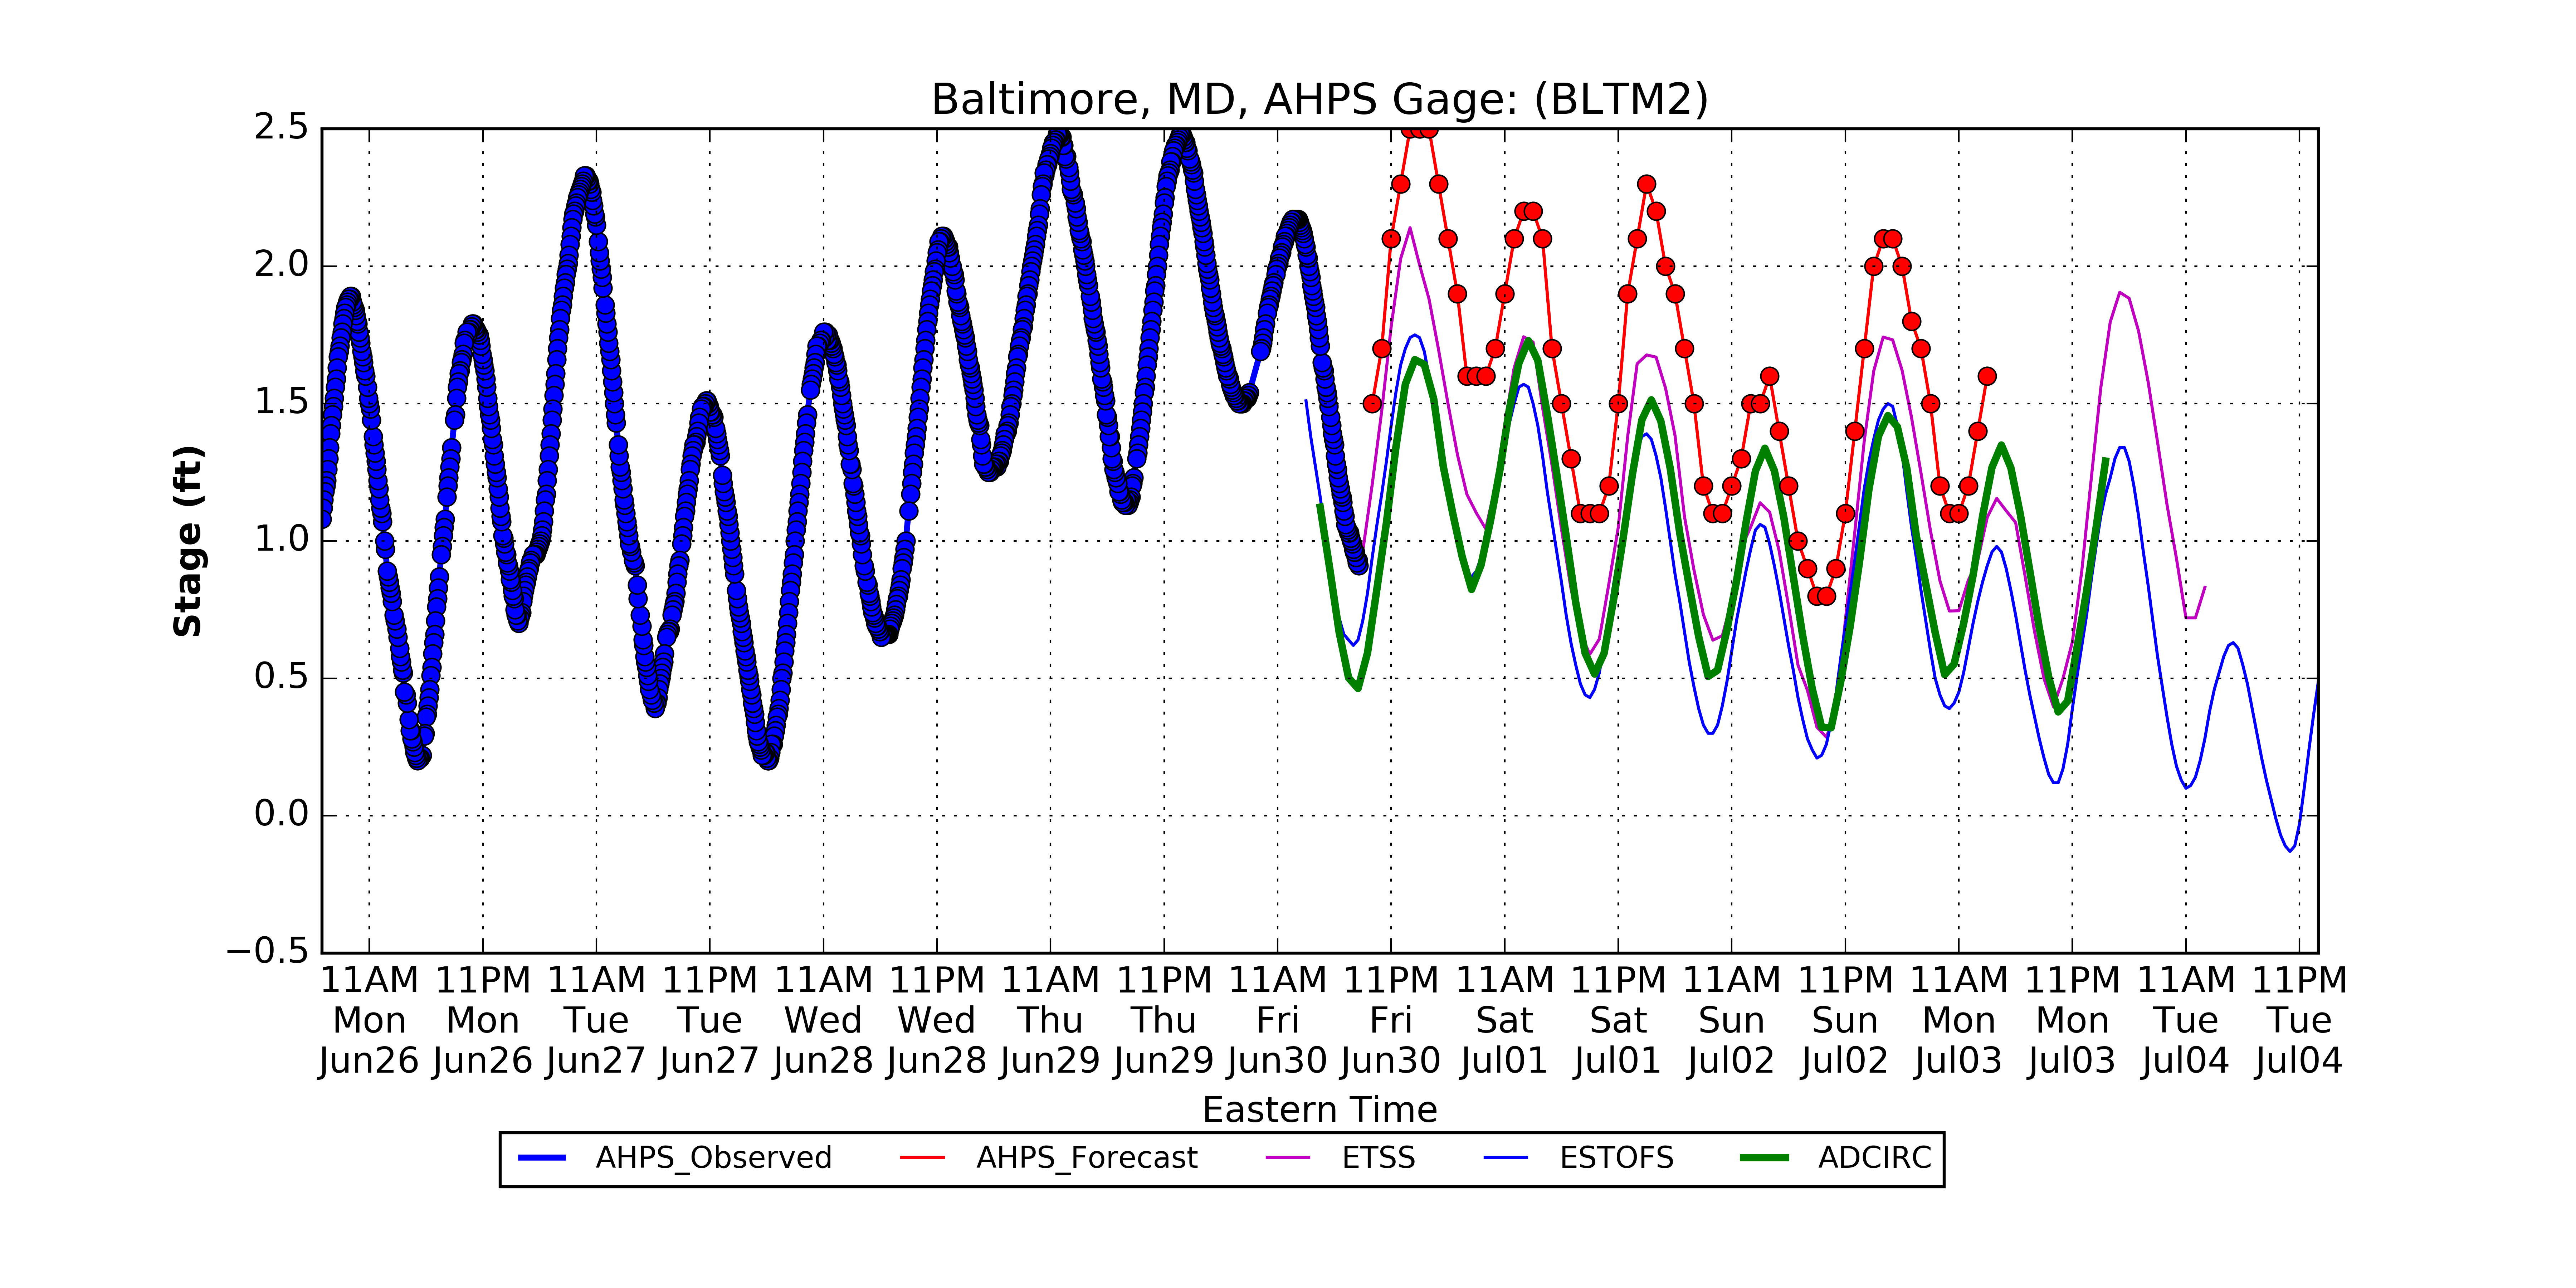 Baltimore, MD, AHPS Gage: (BLTM2)
Stage (ft)
2.5
2.0
1.5
1.0
0.5
0.0
−0.5
11AM 11PM 11AM 11PM 11AM 11PM 11AM 11PM 11AM 11PM 11AM 11PM 11AM 11PM 11AM 11PM 11AM 11PM
Mon Mon Tue Tue Wed Wed Thu Thu Fri Fri Sat Sat Sun Sun Mon Mon Tue Tue
Jun26 Jun26 Jun27 Jun27 Jun28 Jun28 Jun29 Jun29 Jun30 Jun30 Jul01 Jul01 Jul02 Jul02 Jul03 Jul03 Jul04 Jul04
Eastern Time
AHPS_Observed AHPS_Forecast ETSS ESTOFS ADCIRC